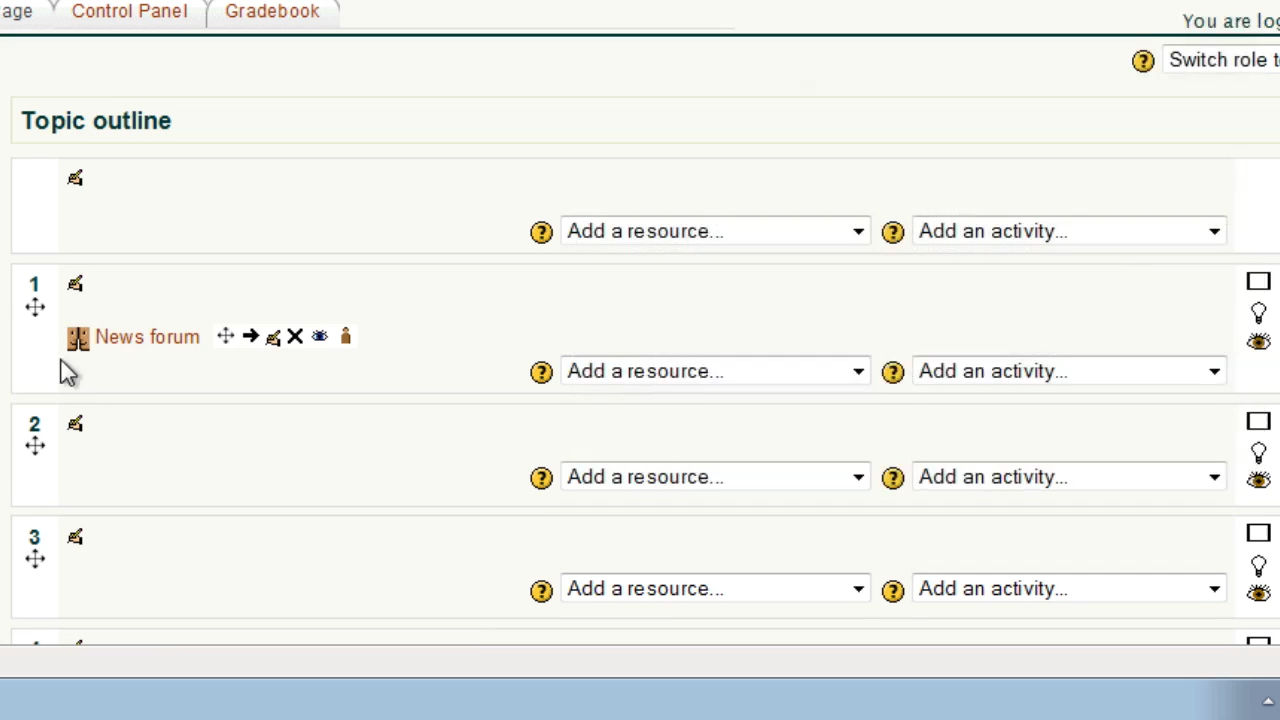 age Control Panel Gradebook
You are log
Switch role t
Topic outline
Add a resource... Add an activity...
1
News forum
Add a resource... Add an activity...
2
Add a resource... Add an activity...
3
Add a resource... Add an activity...